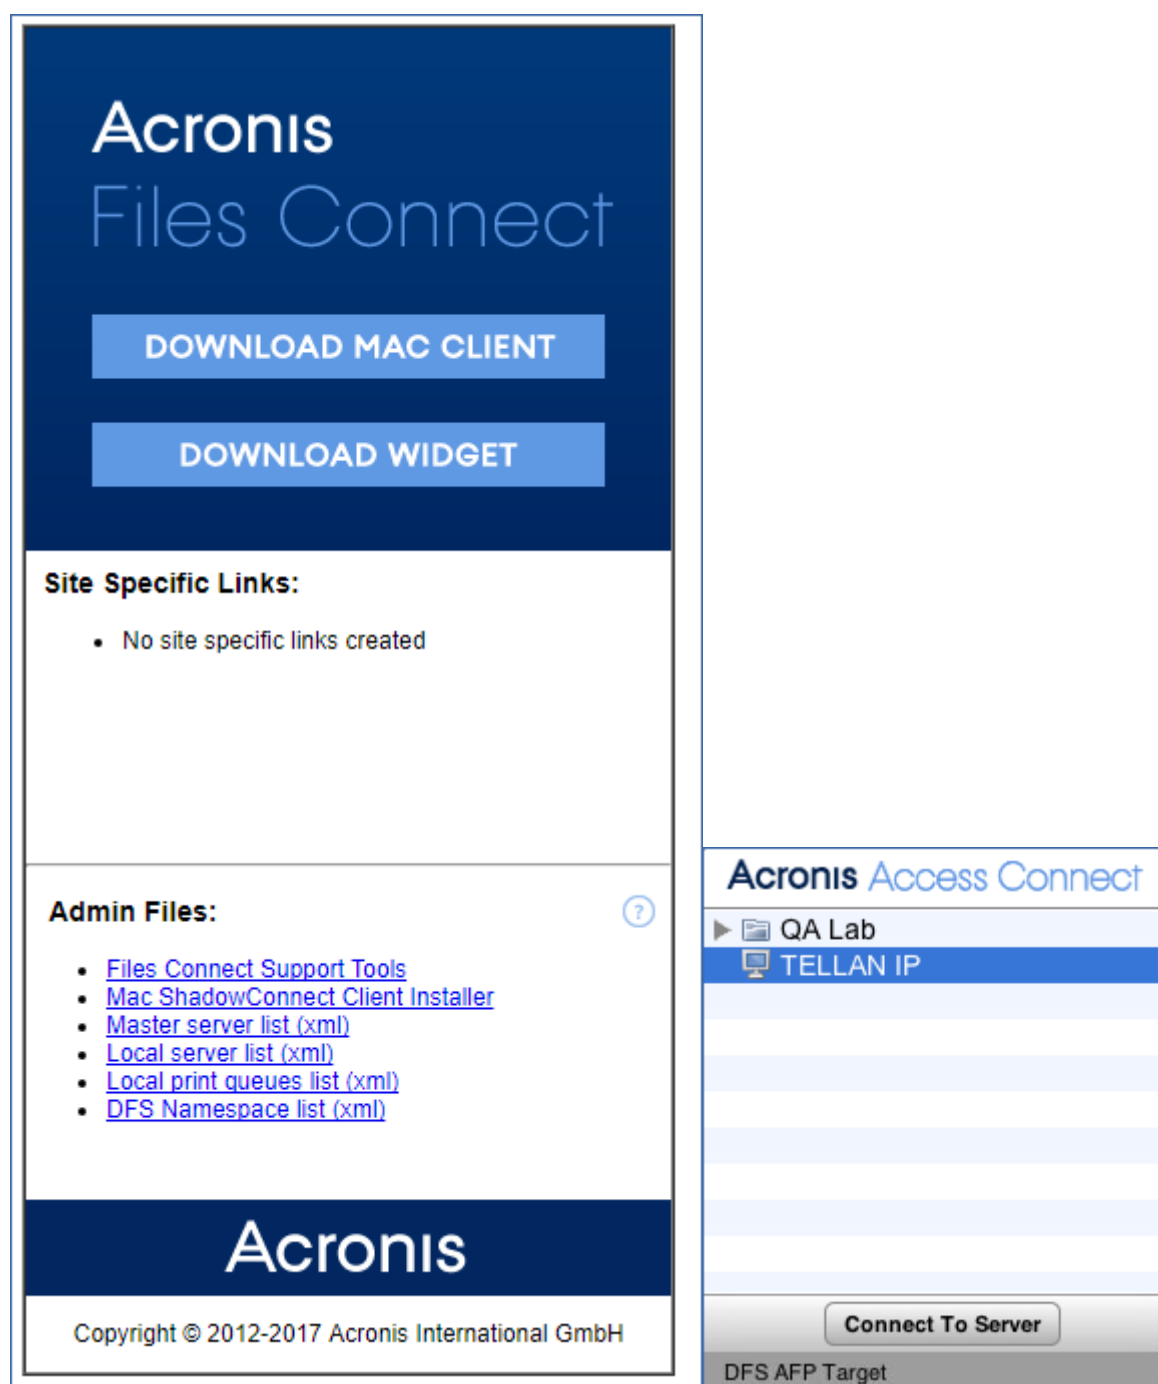 Acronis
Files Connect
DOWNLOAD MAC CLIENT
DOWNLOAD WIDGET
Site Specific Links:
• No site specific links created
Admin Files:
?
• Files Connect Support Tools
• Mac ShadowConnect Client Installer
• Master server list (xml)
• Local server list (xml)
• Local print queues list (xml)
• DFS Namespace list (xml)
Acronis
Copyright © 2012-2017 Acronis International GmbH
Acronis Access Connect
QA Lab
TELLAN IP
Connect To Server
DFS AFP Target